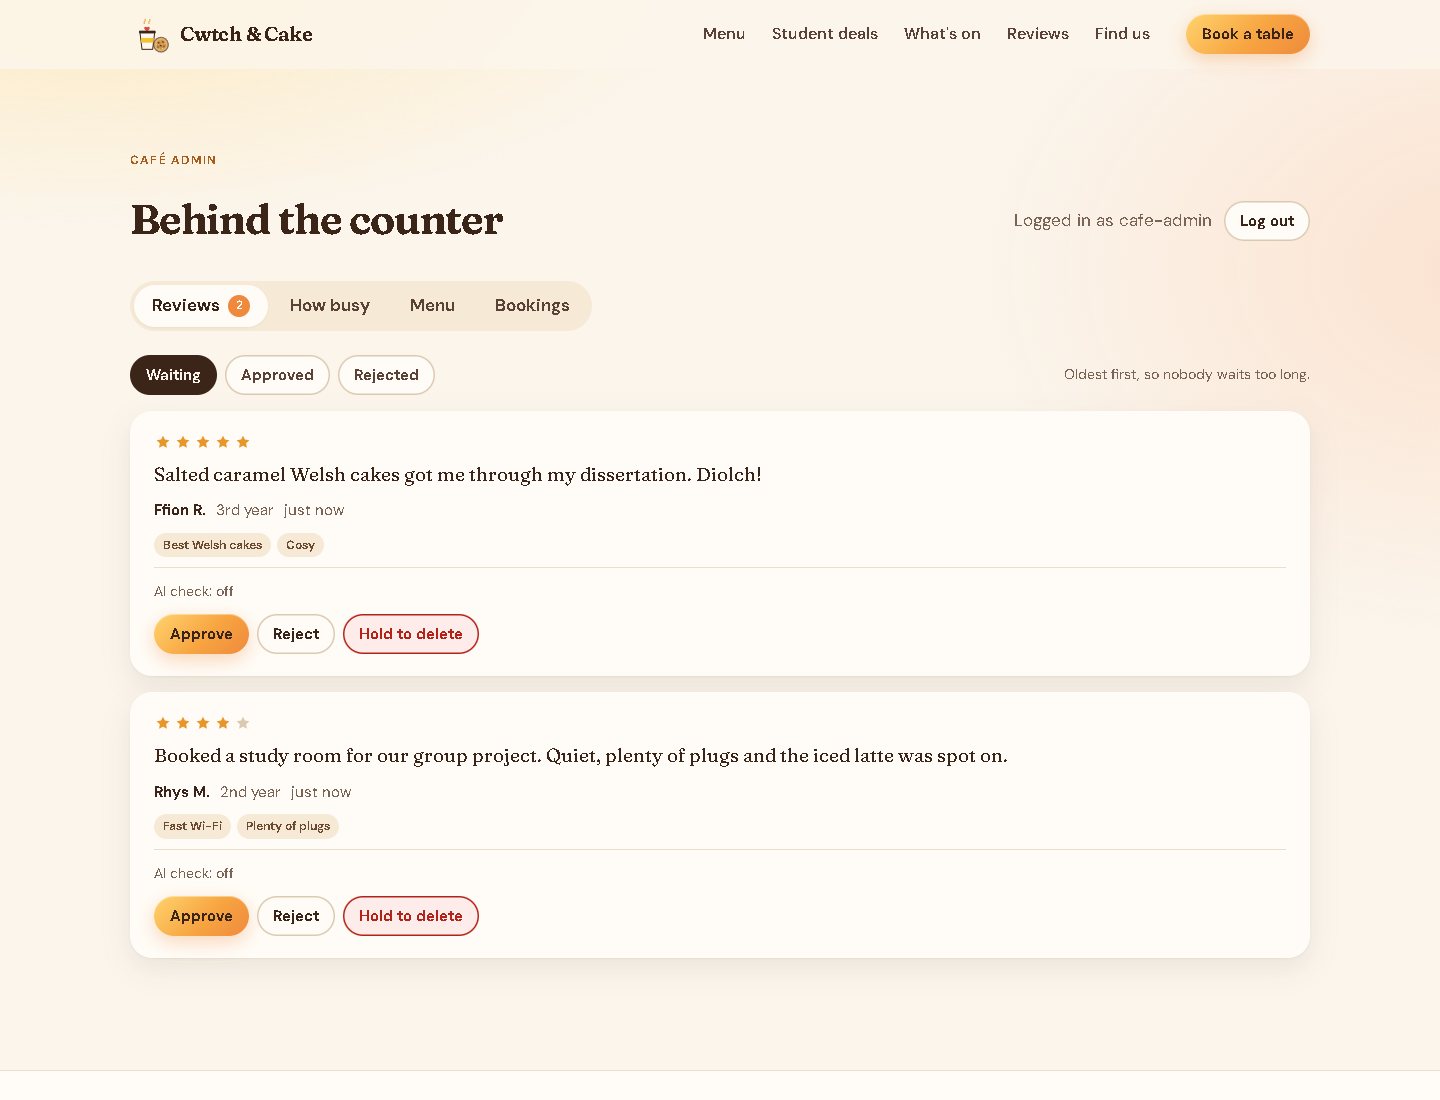 Cwtch & Cake
Menu
Student deals
What's on
Reviews
Find us
Book a table
CAFÉ ADMIN
Behind the counter
Logged in as cafe-admin
Log out
Reviews 2
How busy
Menu
Bookings
Waiting
Approved
Rejected
Oldest first, so nobody waits too long.
Salted caramel Welsh cakes got me through my dissertation. Diolch!
Ffion R. 3rd year just now
Best Welsh cakes
Cosy
AI check: off
Approve
Reject
Hold to delete
Booked a study room for our group project. Quiet, plenty of plugs and the iced latte was spot on.
Rhys M. 2nd year just now
Fast Wi-Fi
Plenty of plugs
AI check: off
Approve
Reject
Hold to delete